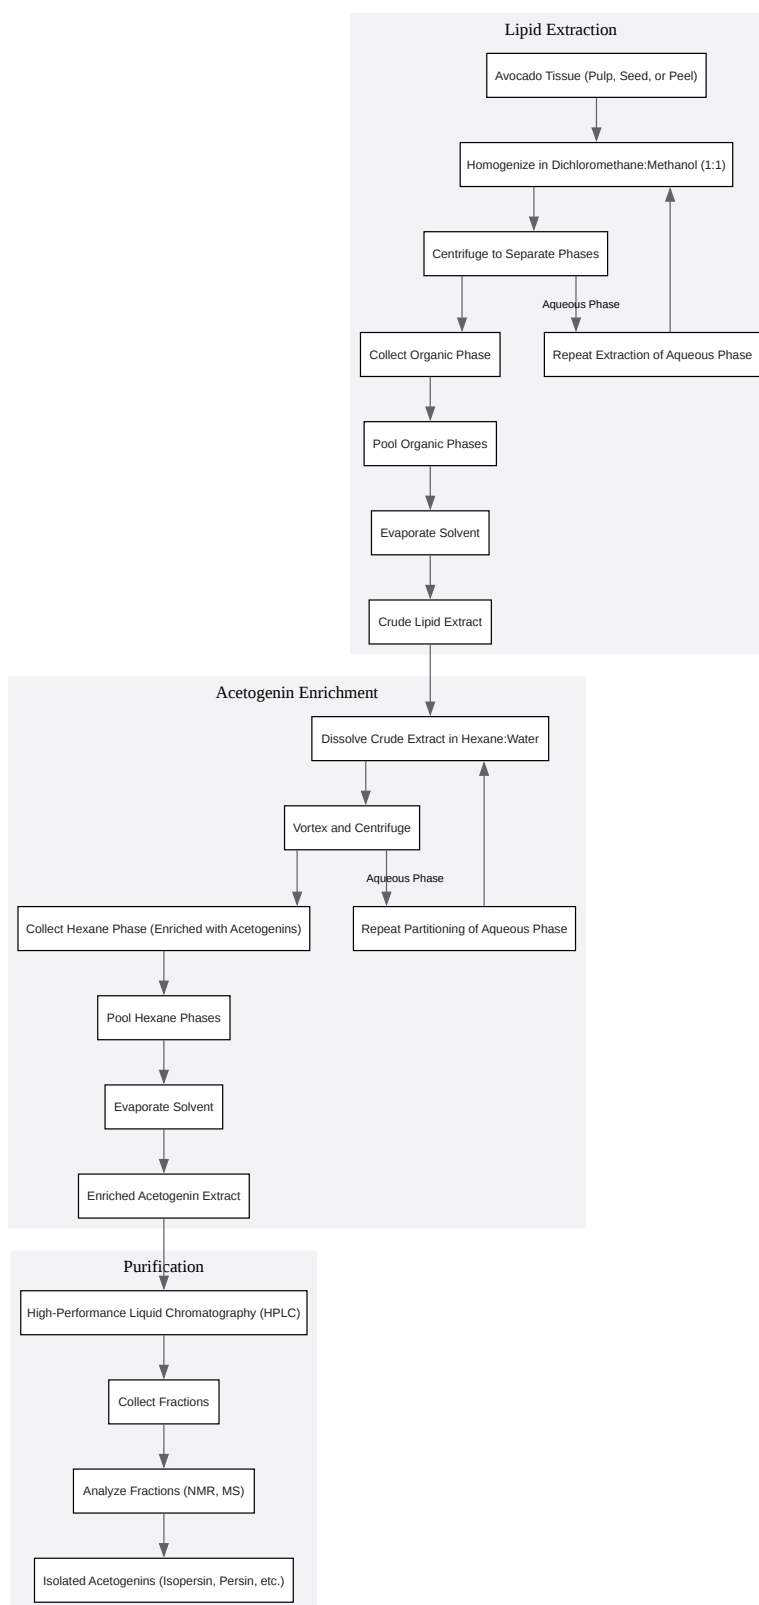 Lipid Extraction
Avocado Tissue (Pulp, Seed, or Peel)
Homogenize in Dichloromethane:Methanol (1:1)
Centrifuge to Separate Phases
Aqueous Phase
Collect Organic Phase
Repeat Extraction of Aqueous Phase
Pool Organic Phases
Evaporate Solvent
Crude Lipid Extract
Acetogenin Enrichment
Dissolve Crude Extract in Hexane:Water
Vortex and Centrifuge
Aqueous Phase
Collect Hexane Phase (Enriched with Acetogenins)
Repeat Partitioning of Aqueous Phase
Pool Hexane Phases
Evaporate Solvent
Enriched Acetogenin Extract
Purification
High-Performance Liquid Chromatography (HPLC)
Collect Fractions
Analyze Fractions (NMR, MS)
Isolated Acetogenins (Isopersin, Persin, etc.)